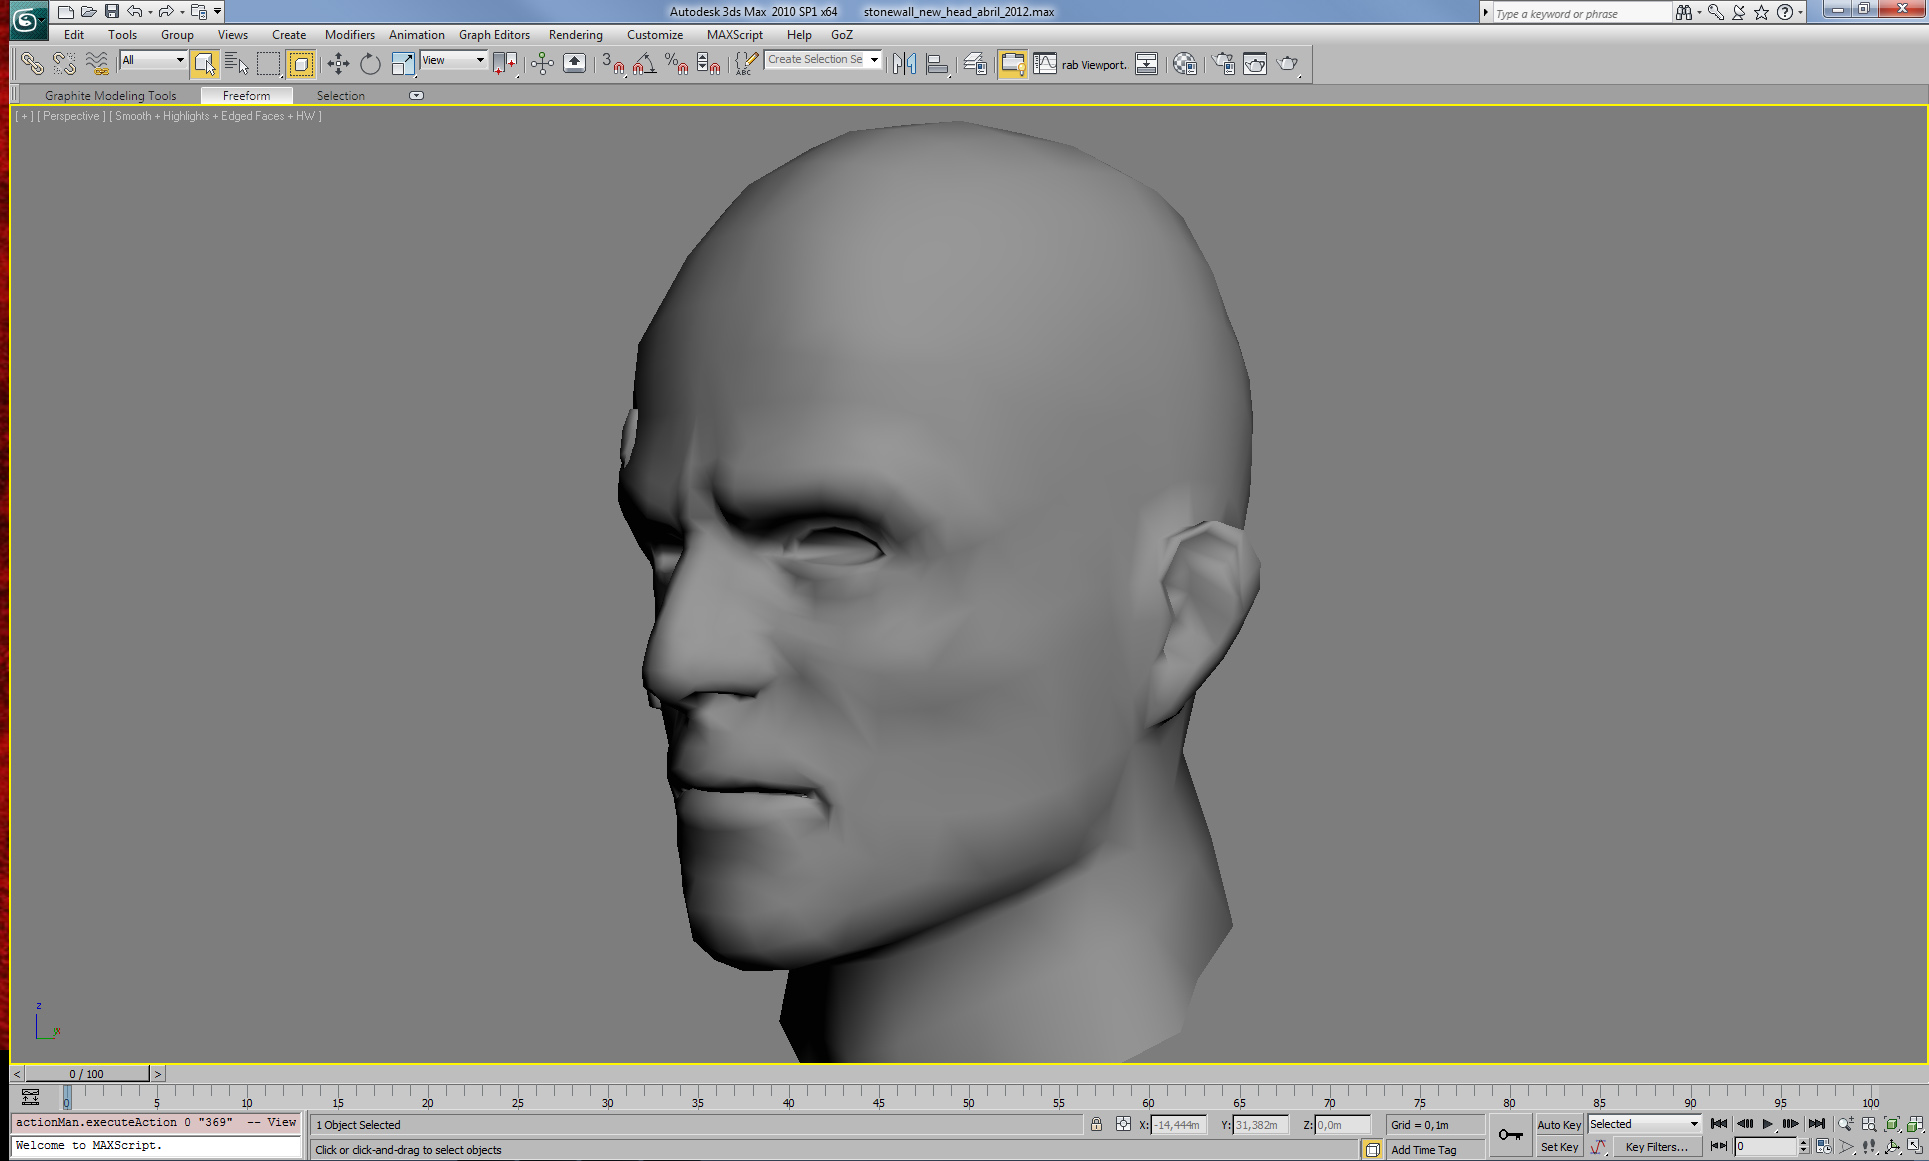 Autodesk 3ds Max 2010 SP1 x64 stonewall_new_head_abril_2012.max
Type a keyword or phrase
Edit Tools Group Views Create Modifiers Animation Graph Editors Rendering Customize MAXScript Help GoZ
All View 3 ABC Create Selection Se rab Viewport.
Graphite Modeling Tools Freeform Selection
[ + ] [ Perspective ] [ Smooth + Highlights + Edged Faces + HW ]
z
x
< 0 / 100 >
0 5 10 15 20 25 30 35 40 45 50 55 60 65 70 75 80 85 90 95 100
actionMan.executeAction 0 "369" -- View
1 Object Selected X: -14,444m Y: 31,382m Z: 0,0m Grid = 0,1m Auto Key Selected
Welcome to MAXScript.
Click or click-and-drag to select objects Add Time Tag Set Key Key Filters... 0